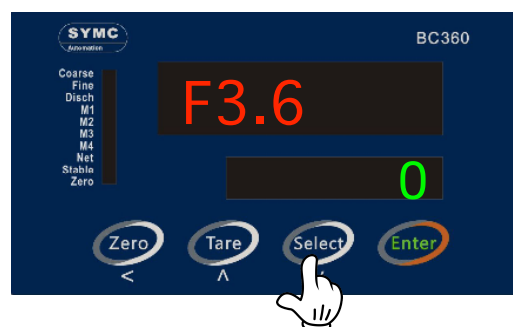 SYMC
Automation
BC360
Coarse
Fine
Disch
M1
M2
M3
M4
Net
Stable
Zero
F3.6
0
Zero Tare Select Enter
< ʌ